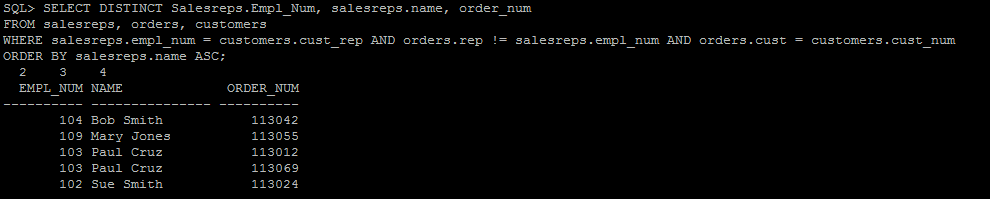 SQL> SELECT DISTINCT Salesreps.Empl_Num, salesreps.name, order_num
FROM salesreps, orders, customers
WHERE salesreps.empl_num = customers.cust_rep AND orders.rep != salesreps.empl_num AND orders.cust = customers.cust_num
ORDER BY salesreps.name ASC;
  2    3    4
  EMPL_NUM NAME             ORDER_NUM
---------- --------------- ----------
       104 Bob Smith           113042
       109 Mary Jones          113055
       103 Paul Cruz           113012
       103 Paul Cruz           113069
       102 Sue Smith           113024